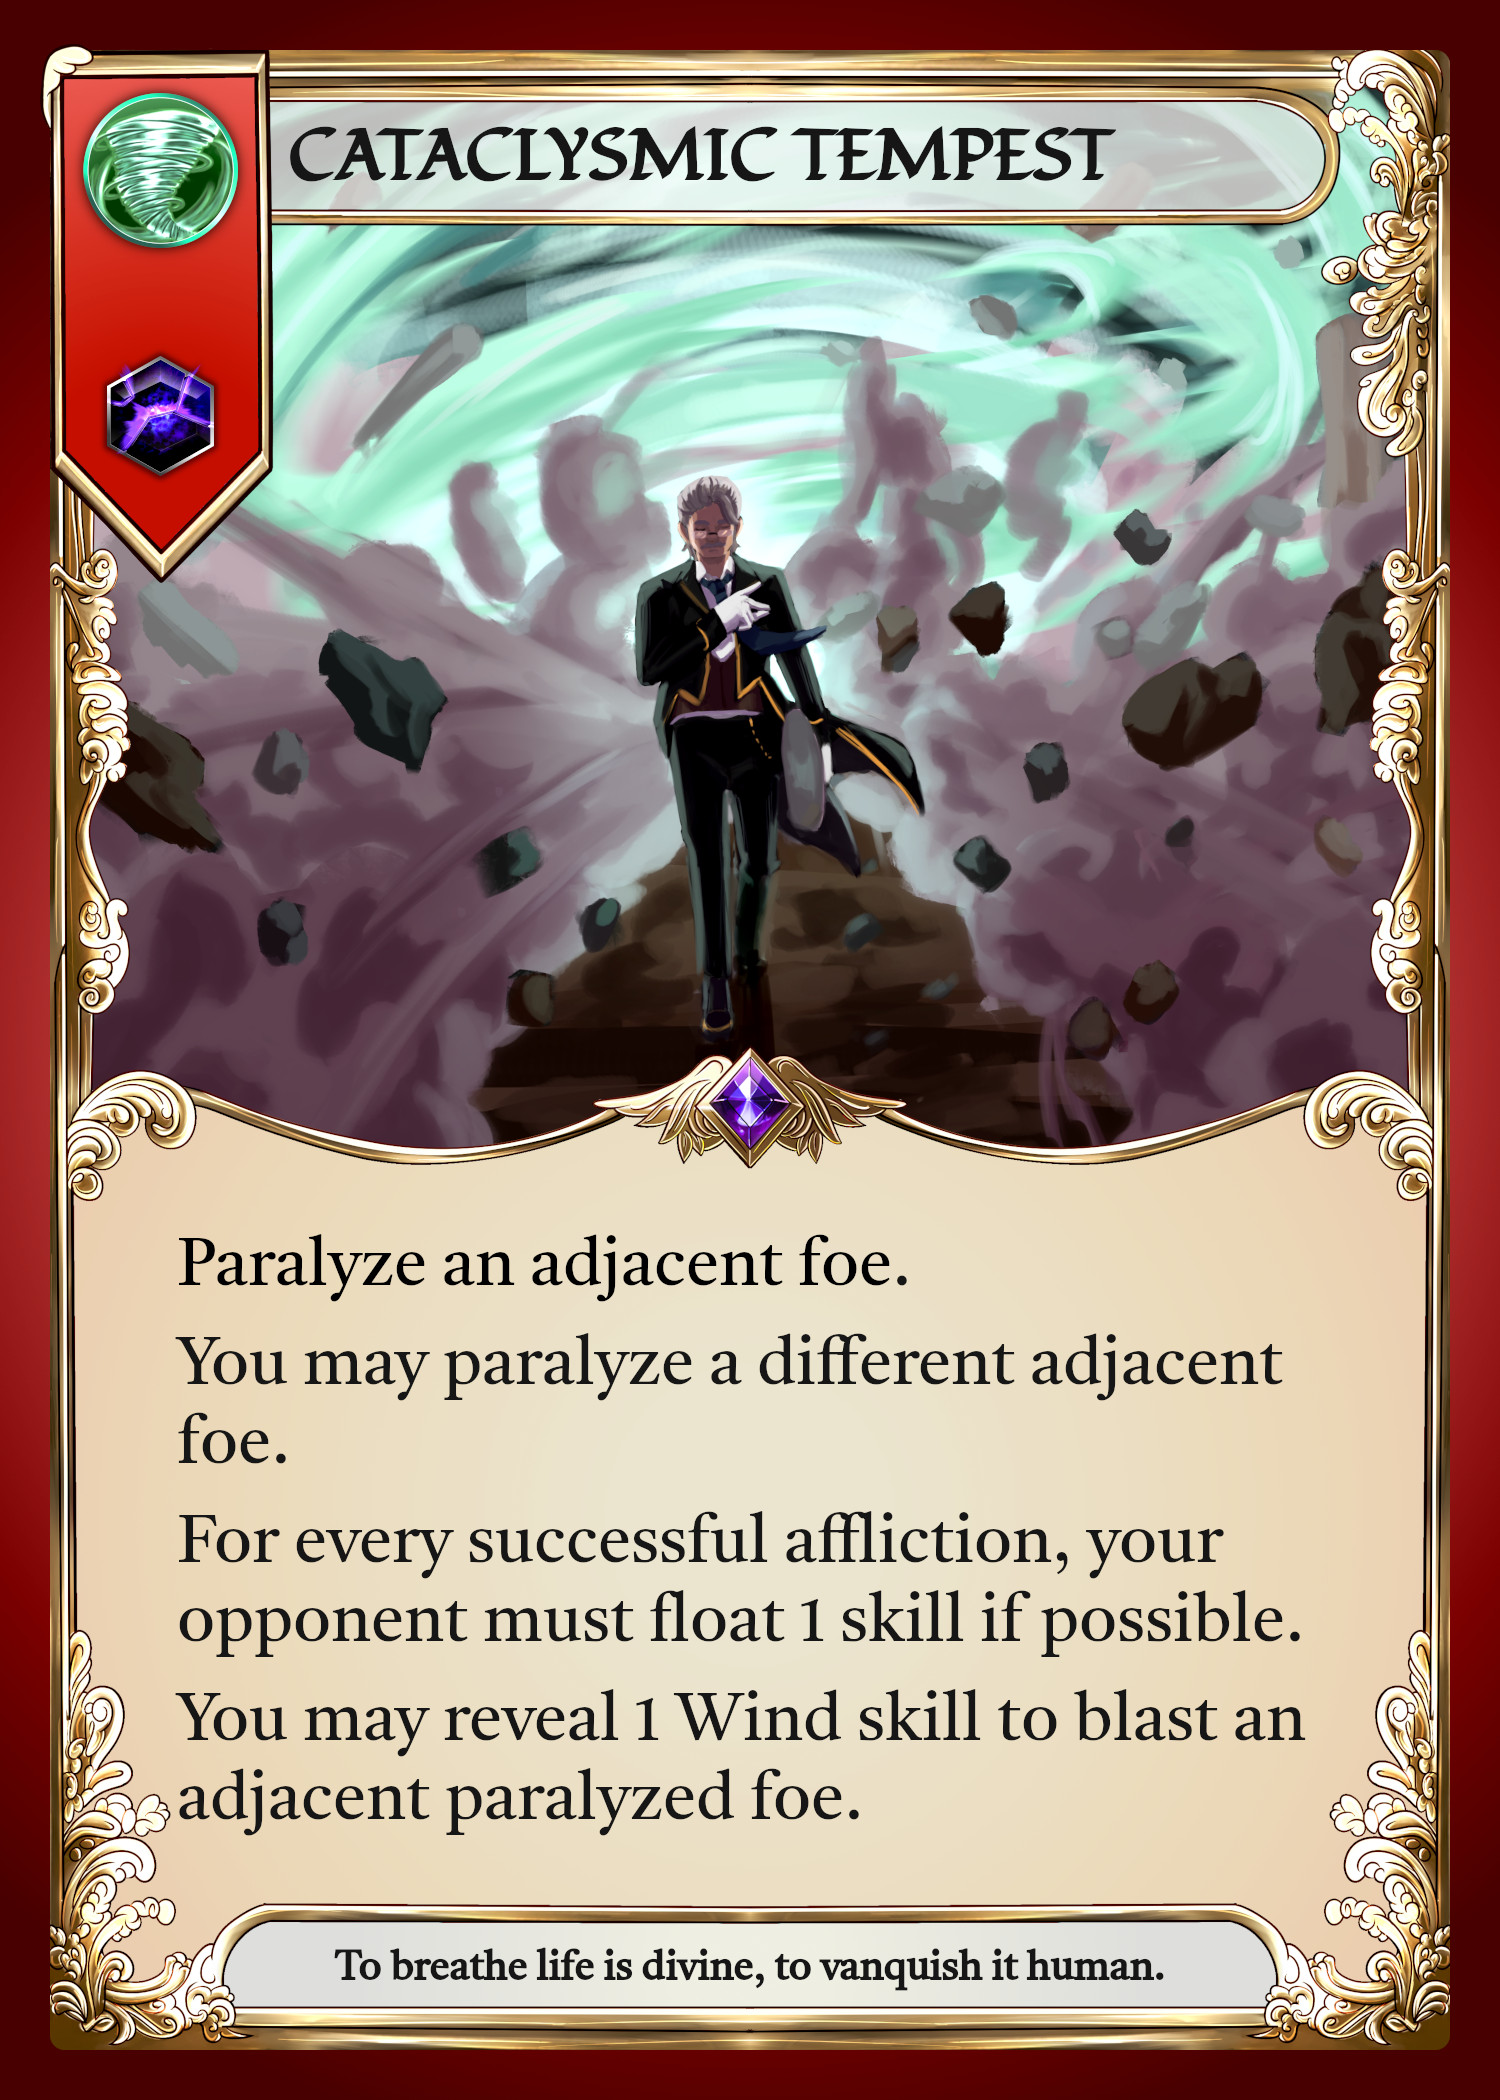 CATACLYSMIC TEMPEST
Paralyze an adjacent foe.
You may paralyze a different adjacent
foe.
For every successful affliction, your
opponent must float 1 skill if possible.
You may reveal 1 Wind skill to blast an
adjacent paralyzed foe.
To breathe life is divine, to vanquish it human.